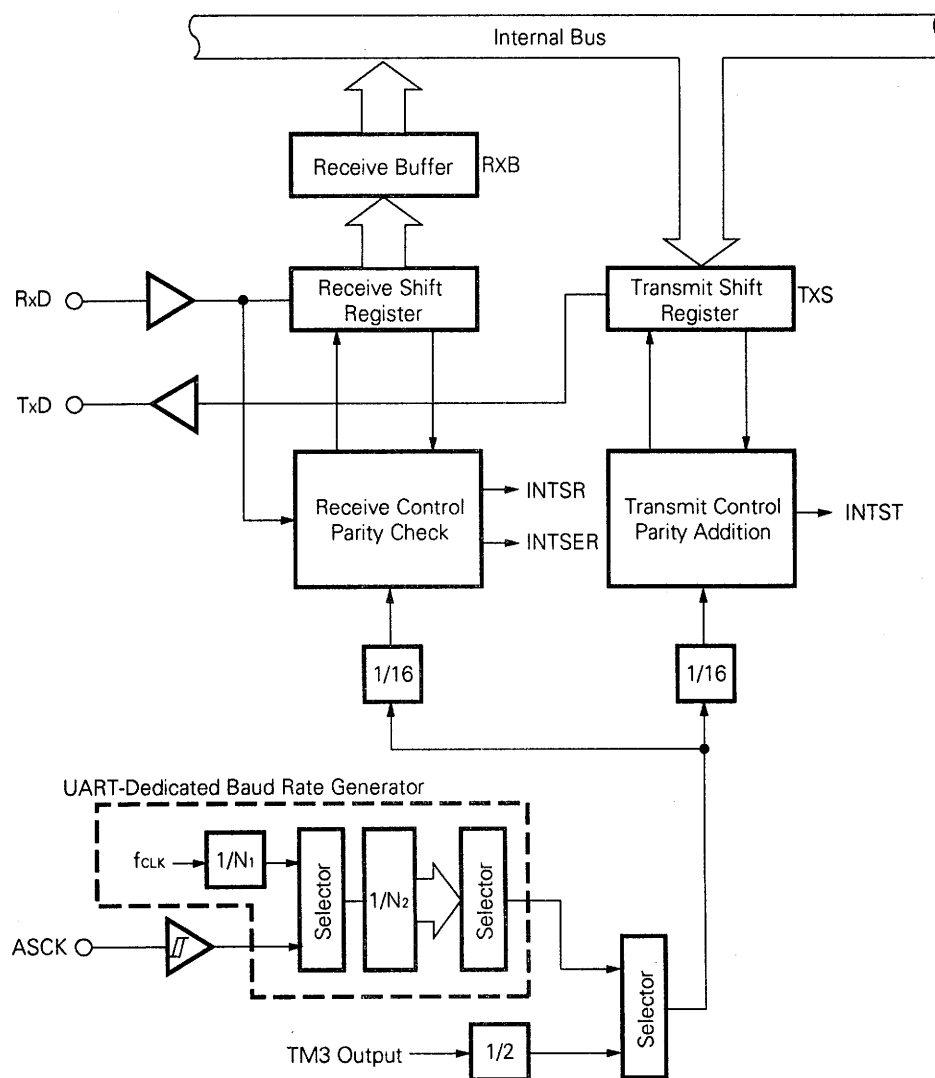 Internal Bus
Receive Buffer
RXB
RxD
Receive Shift
Register
Transmit Shift
Register
TXS
TxD
Receive Control
Parity Check
INTSR
INTSER
Transmit Control
Parity Addition
INTST
1/16
1/16
UART-Dedicated Baud Rate Generator
fCLK
1/N1
Selector
1/N2
Selector
ASCK
Selector
TM3 Output
1/2